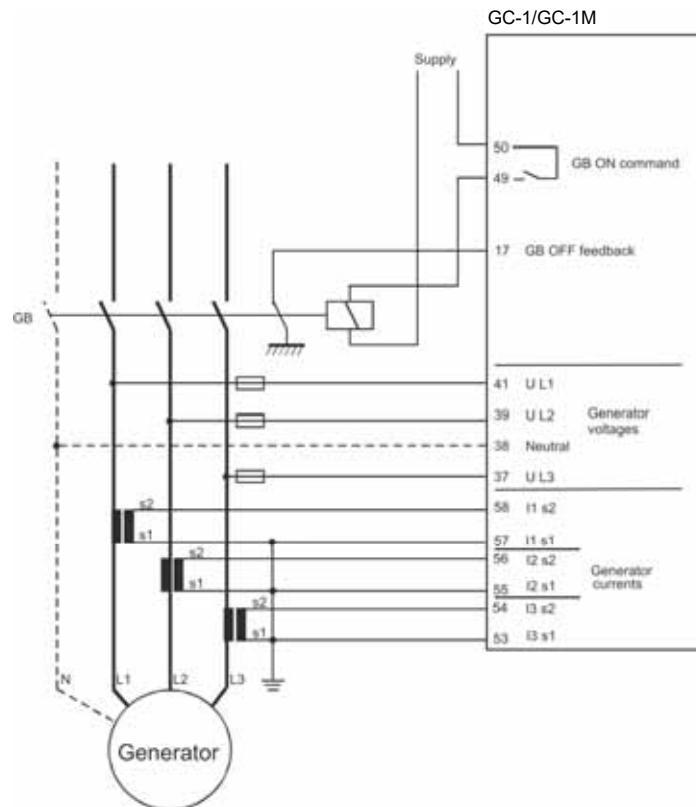 GC-1/GC-1M
Supply
50
GB ON command
49
17 GB OFF feedback
GB
41 U L1
39 U L2
Generator
voltages
38 Neutral
37 U L3
s2
58 I1 s2
s1
57 I1 s1
s2
56 I2 s2
s1
55 I2 s1
Generator
currents
s2
54 I3 s2
s1
53 I3 s1
N L1 L2 L3
Generator